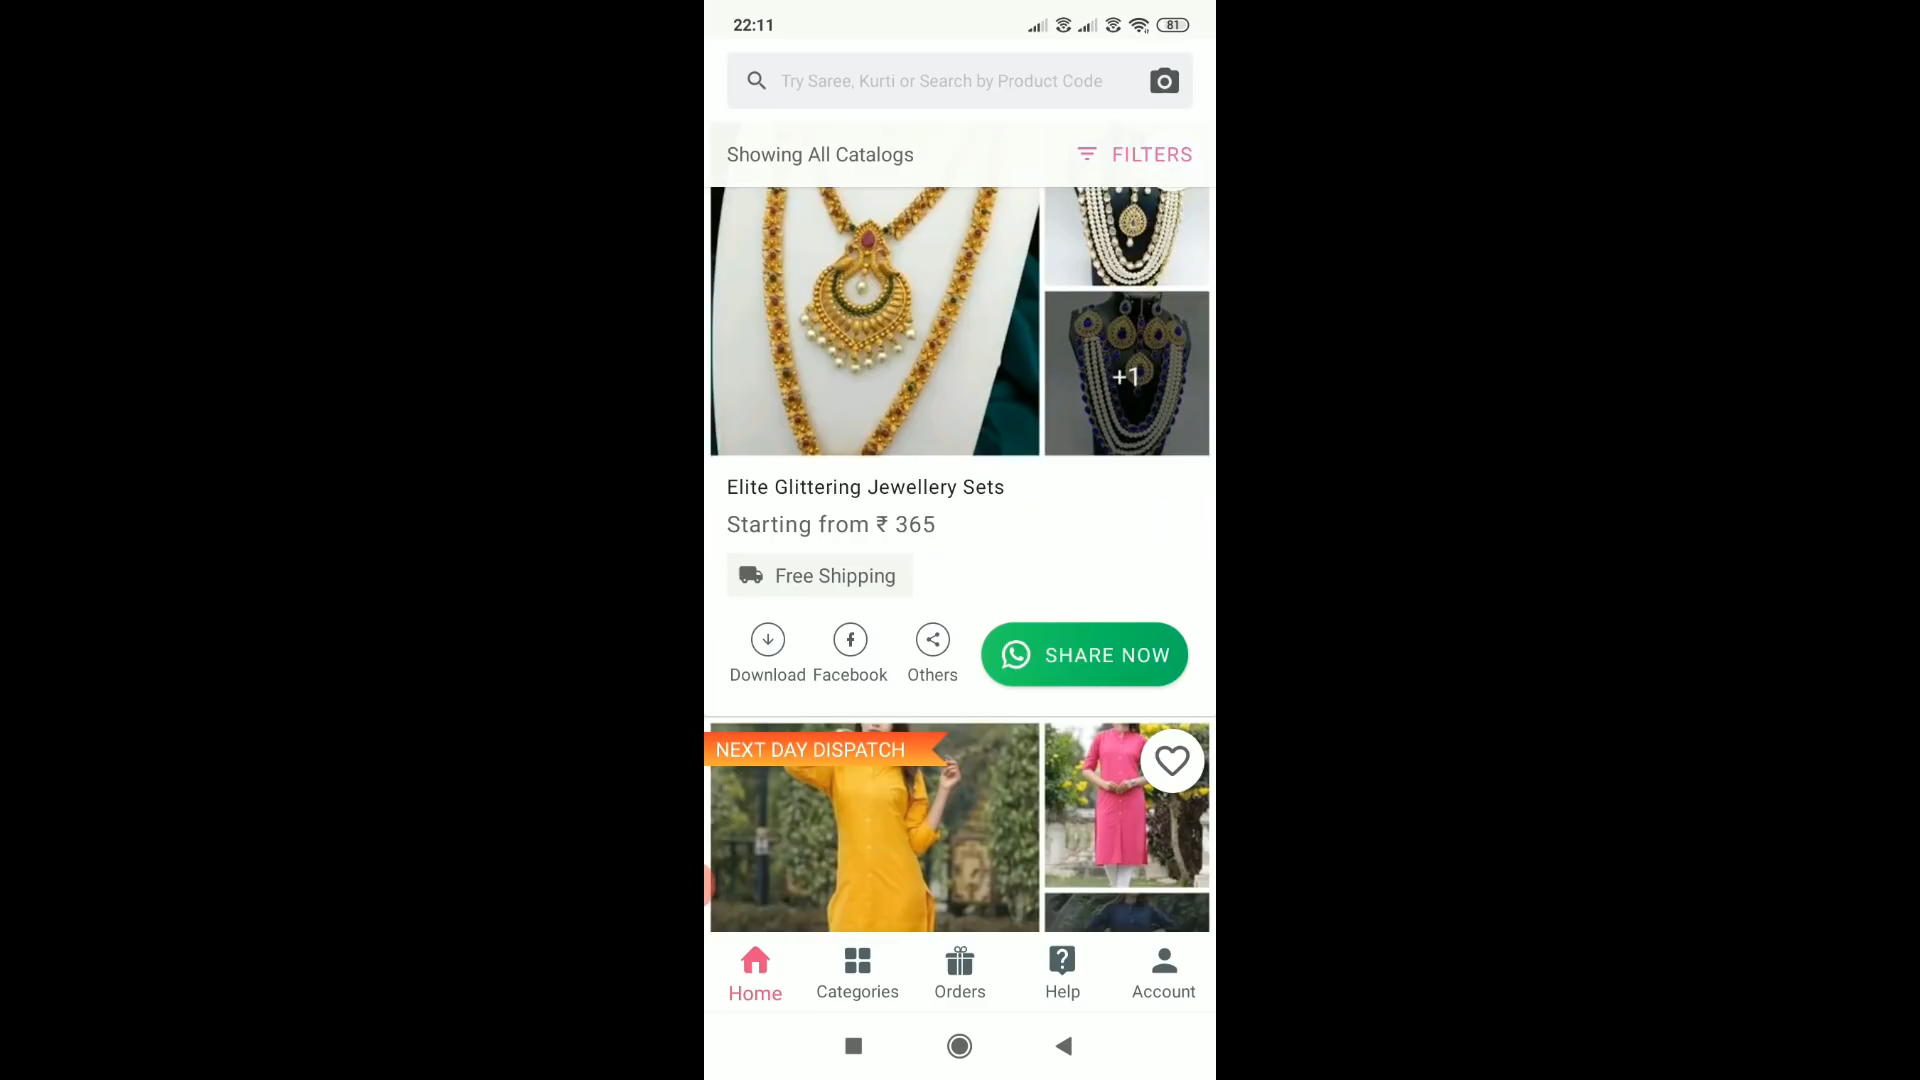 22:11
81
Try Saree, Kurti or Search by Product Code
Showing All Catalogs
FILTERS
+1
Elite Glittering Jewellery Sets
Starting from ₹ 365
Free Shipping
Download
Facebook
Others
SHARE NOW
NEXT DAY DISPATCH
Home
Categories
Orders
Help
Account